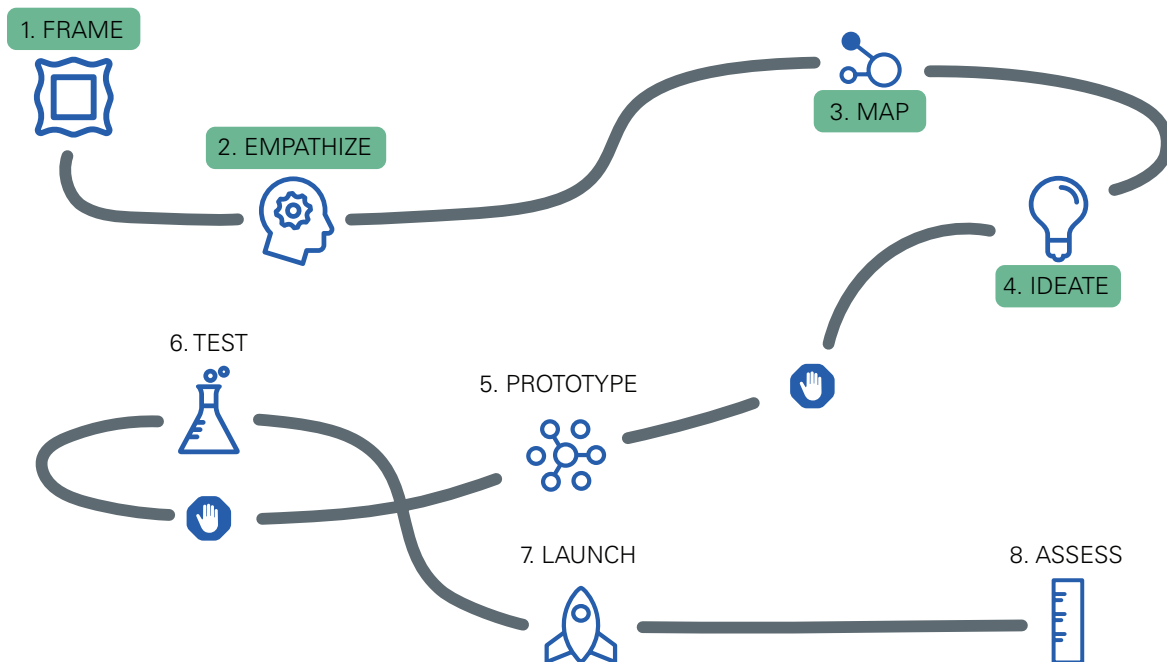 1. FRAME
2. EMPATHIZE
3. MAP
4. IDEATE
5. PROTOTYPE
6. TEST
7. LAUNCH
8. ASSESS